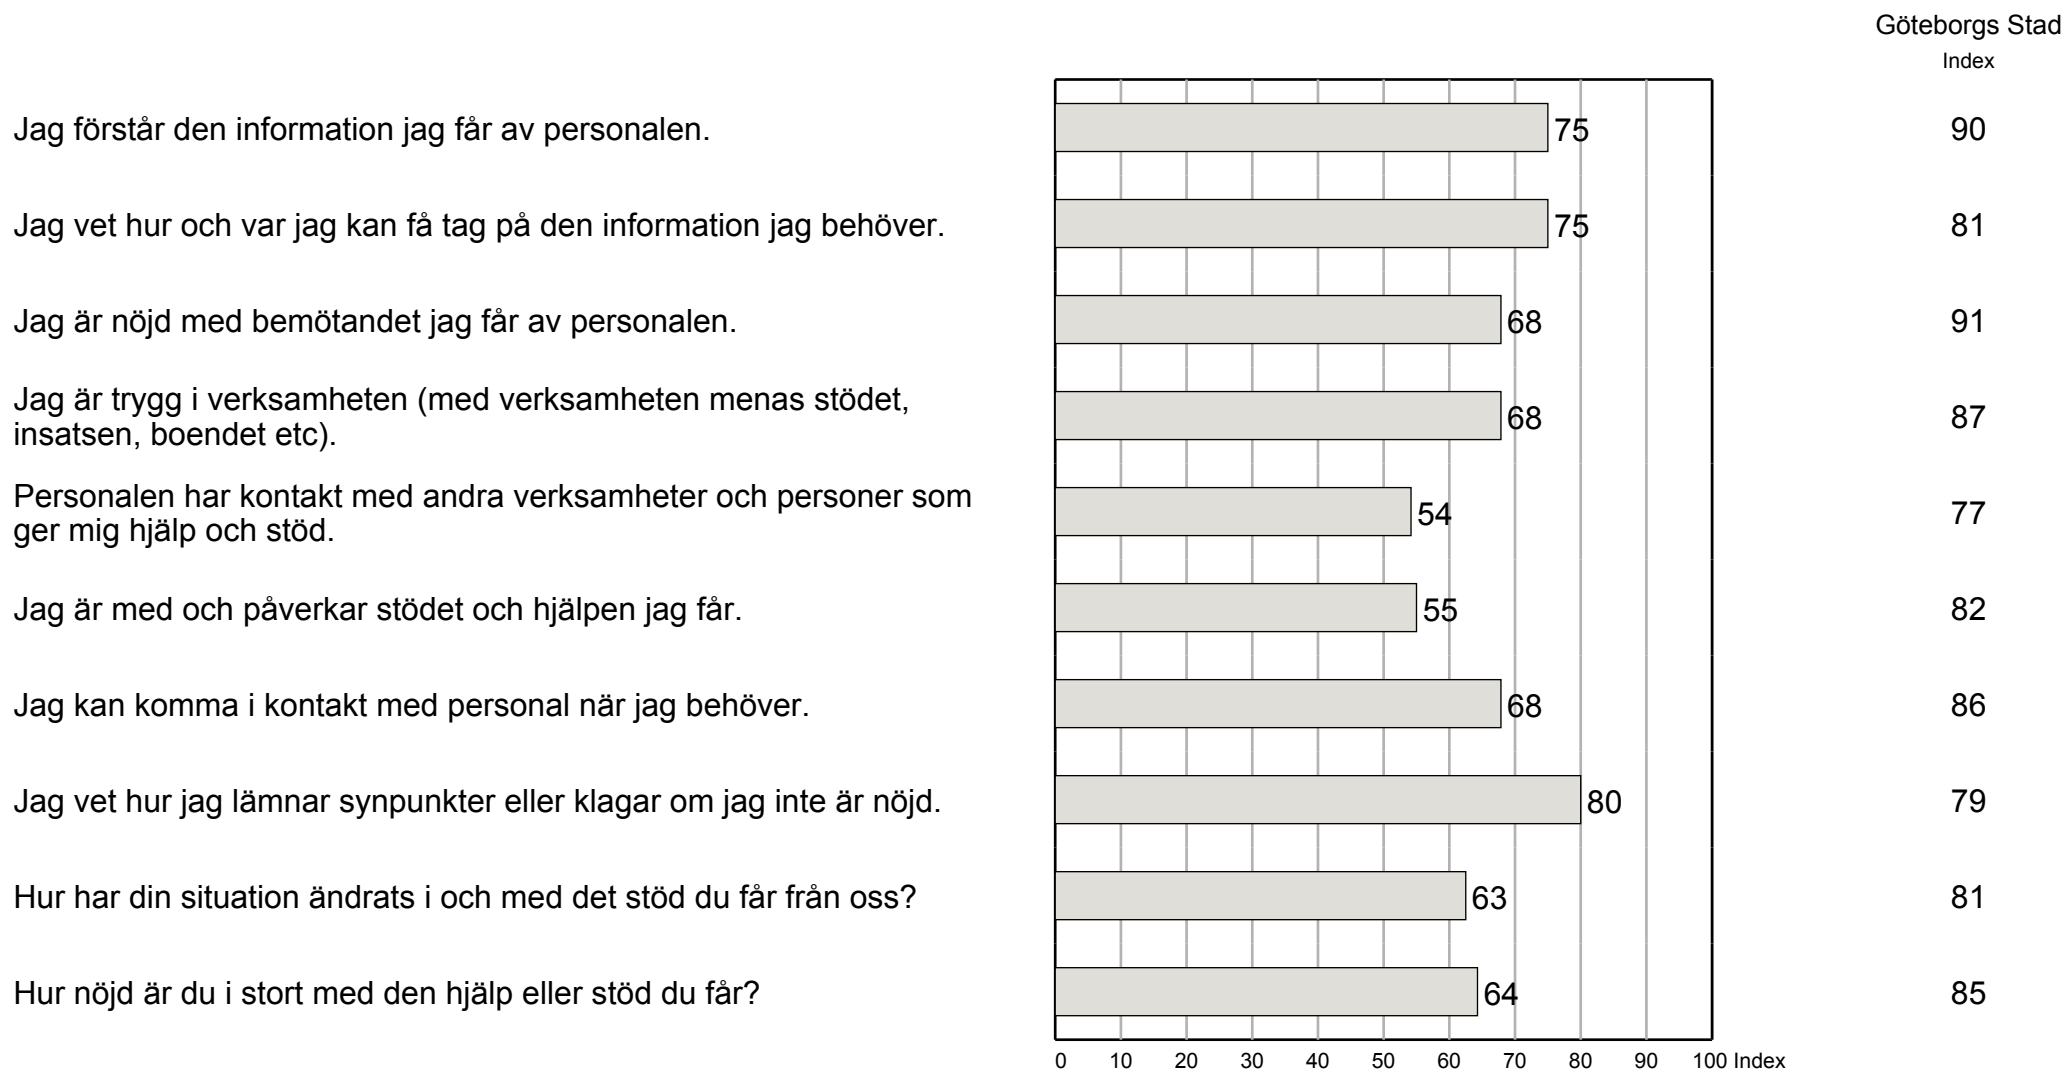 Göteborgs Stad
Index
Jag förstår den information jag får av personalen. 75 90
Jag vet hur och var jag kan få tag på den information jag behöver. 75 81
Jag är nöjd med bemötandet jag får av personalen. 68 91
Jag är trygg i verksamheten (med verksamheten menas stödet,
insatsen, boendet etc). 68 87
Personalen har kontakt med andra verksamheter och personer som
ger mig hjälp och stöd. 54 77
Jag är med och påverkar stödet och hjälpen jag får. 55 82
Jag kan komma i kontakt med personal när jag behöver. 68 86
Jag vet hur jag lämnar synpunkter eller klagar om jag inte är nöjd. 80 79
Hur har din situation ändrats i och med det stöd du får från oss? 63 81
Hur nöjd är du i stort med den hjälp eller stöd du får? 64 85
0 10 20 30 40 50 60 70 80 90 100 Index